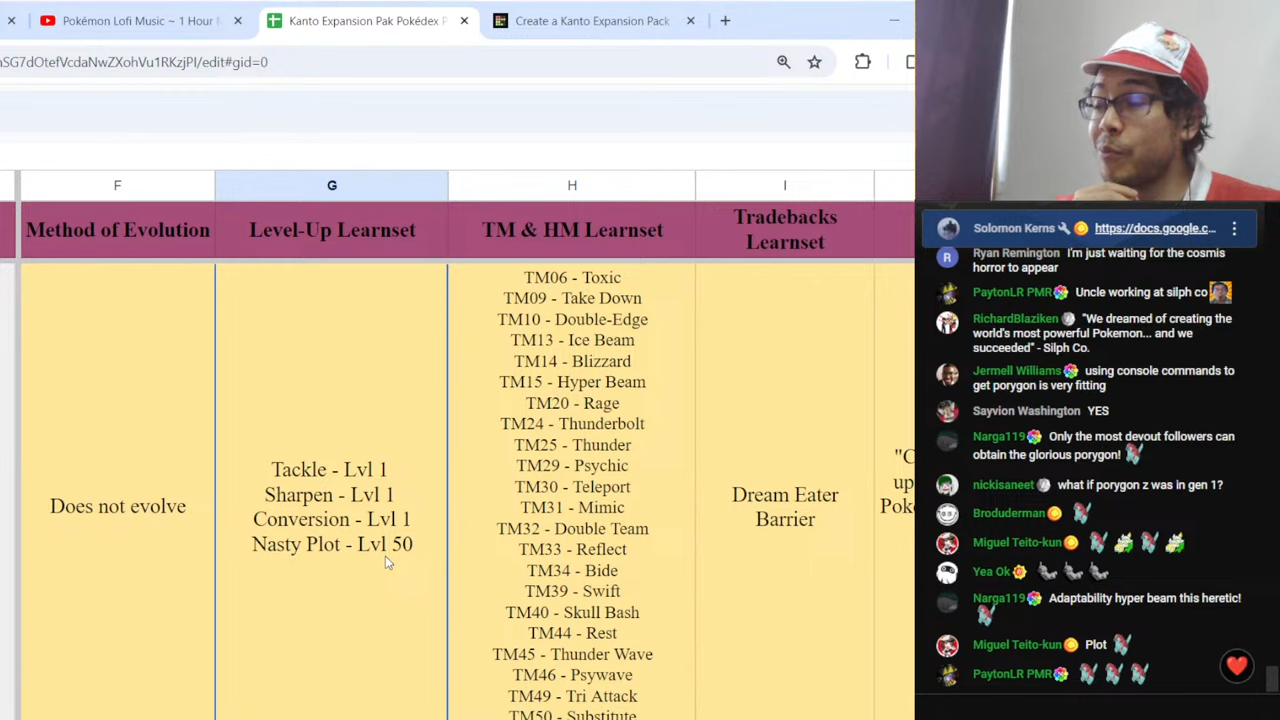 Pokémon Lofi Music ~ 1 Hour
Kanto Expansion Pak Pokédex P
Create a Kanto Expansion Pack
aSG7dOtefVcdaNwZXohVu1RKzjPI/edit#gid=0
F
G
H
I
Method of Evolution
Level-Up Learnset
TM & HM Learnset
Tradebacks
Learnset
Does not evolve
Tackle - Lvl 1
Sharpen - Lvl 1
Conversion - Lvl 1
Nasty Plot - Lvl 50
TM06 - Toxic
TM09 - Take Down
TM10 - Double-Edge
TM13 - Ice Beam
TM14 - Blizzard
TM15 - Hyper Beam
TM20 - Rage
TM24 - Thunderbolt
TM25 - Thunder
TM29 - Psychic
TM30 - Teleport
TM31 - Mimic
TM32 - Double Team
TM33 - Reflect
TM34 - Bide
TM39 - Swift
TM40 - Skull Bash
TM44 - Rest
TM45 - Thunder Wave
TM46 - Psywave
TM49 - Tri Attack
TM50 - Substitute
Dream Eater
Barrier
"C
up
Poké
Solomon Kerns https://docs.google.c...
Ryan Remington I'm just waiting for the cosmis
horror to appear
PaytonLR PMR Uncle working at silph co
RichardBlaziken "We dreamed of creating the
world's most powerful Pokemon... and we
succeeded" - Silph Co.
Jermell Williams using console commands to
get porygon is very fitting
Sayvion Washington YES
Narga119 Only the most devout followers can
obtain the glorious porygon!
nickisaneet what if porygon z was in gen 1?
Broduderman
Miguel Teito-kun
Yea Ok
Narga119 Adaptability hyper beam this heretic!
Miguel Teito-kun Plot
PaytonLR PMR